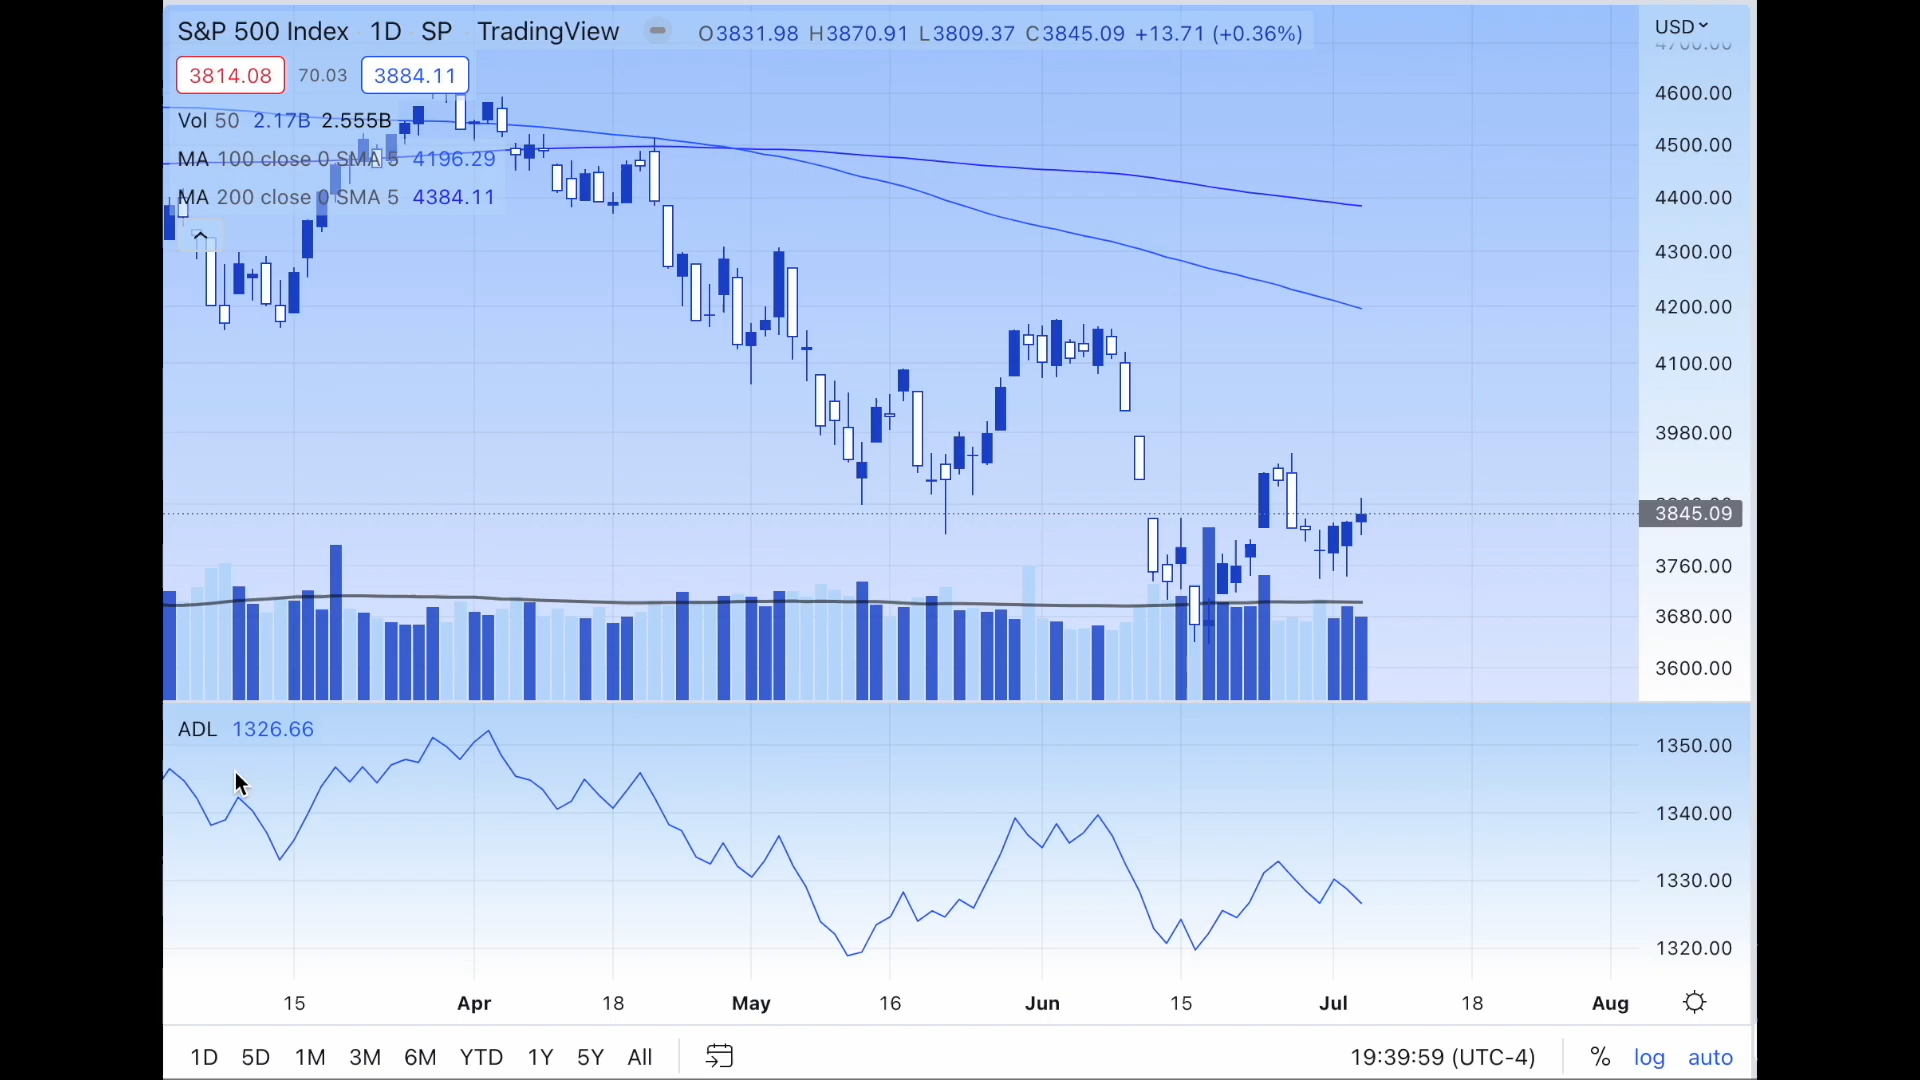 S&P 500 Index 1D SP TradingView O3831.98 H3870.91 L3809.37 C3845.09 +13.71 (+0.36%)
USD
4700.00
3814.08 70.03 3884.11
Vol 50 2.17B 2.555B
MA 100 close 0 SMA 5 4196.29
MA 200 close 0 SMA 5 4384.11
4600.00
4500.00
4400.00
4300.00
4200.00
4100.00
3980.00
3845.09
3760.00
3680.00
3600.00
ADL 1326.66
1350.00
1340.00
1330.00
1320.00
15 Apr 18 May 16 Jun 15 Jul 18 Aug
1D 5D 1M 3M 6M YTD 1Y 5Y All 19:39:59 (UTC-4) % log auto